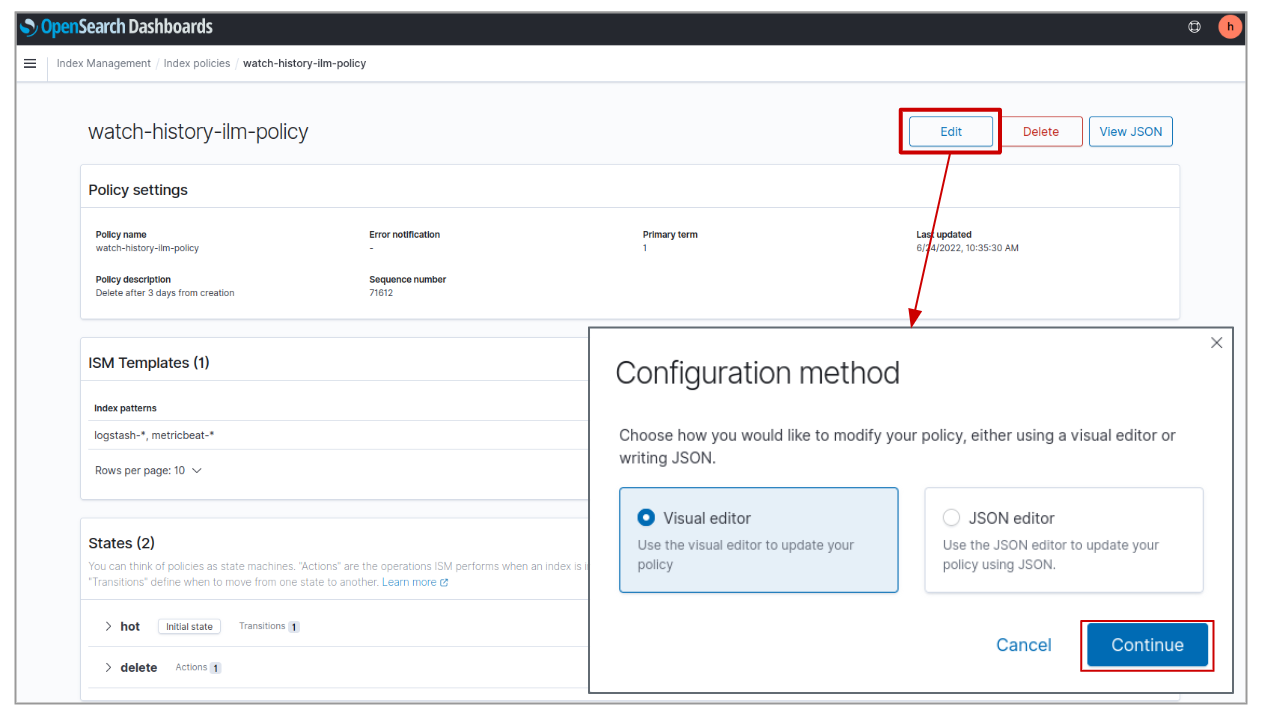 OpenSearch Dashboards
h
Index Management / Index policies / watch-history-ilm-policy
watch-history-ilm-policy
Edit
Delete
View JSON
Policy settings
Policy name
watch-history-ilm-policy
Error notification
-
Primary term
1
Last updated
6/24/2022, 10:35:30 AM
Policy description
Delete after 3 days from creation
Sequence number
71612
ISM Templates (1)
Index patterns
logstash-*, metricbeat-*
Rows per page: 10
States (2)
You can think of policies as state machines. "Actions" are the operations ISM performs when an index is
"Transitions" define when to move from one state to another. Learn more
hot Initial state Transitions 1
delete Actions 1
Configuration method
Choose how you would like to modify your policy, either using a visual editor or
writing JSON.
Visual editor
Use the visual editor to update your
policy
JSON editor
Use the JSON editor to update your
policy using JSON.
Cancel
Continue